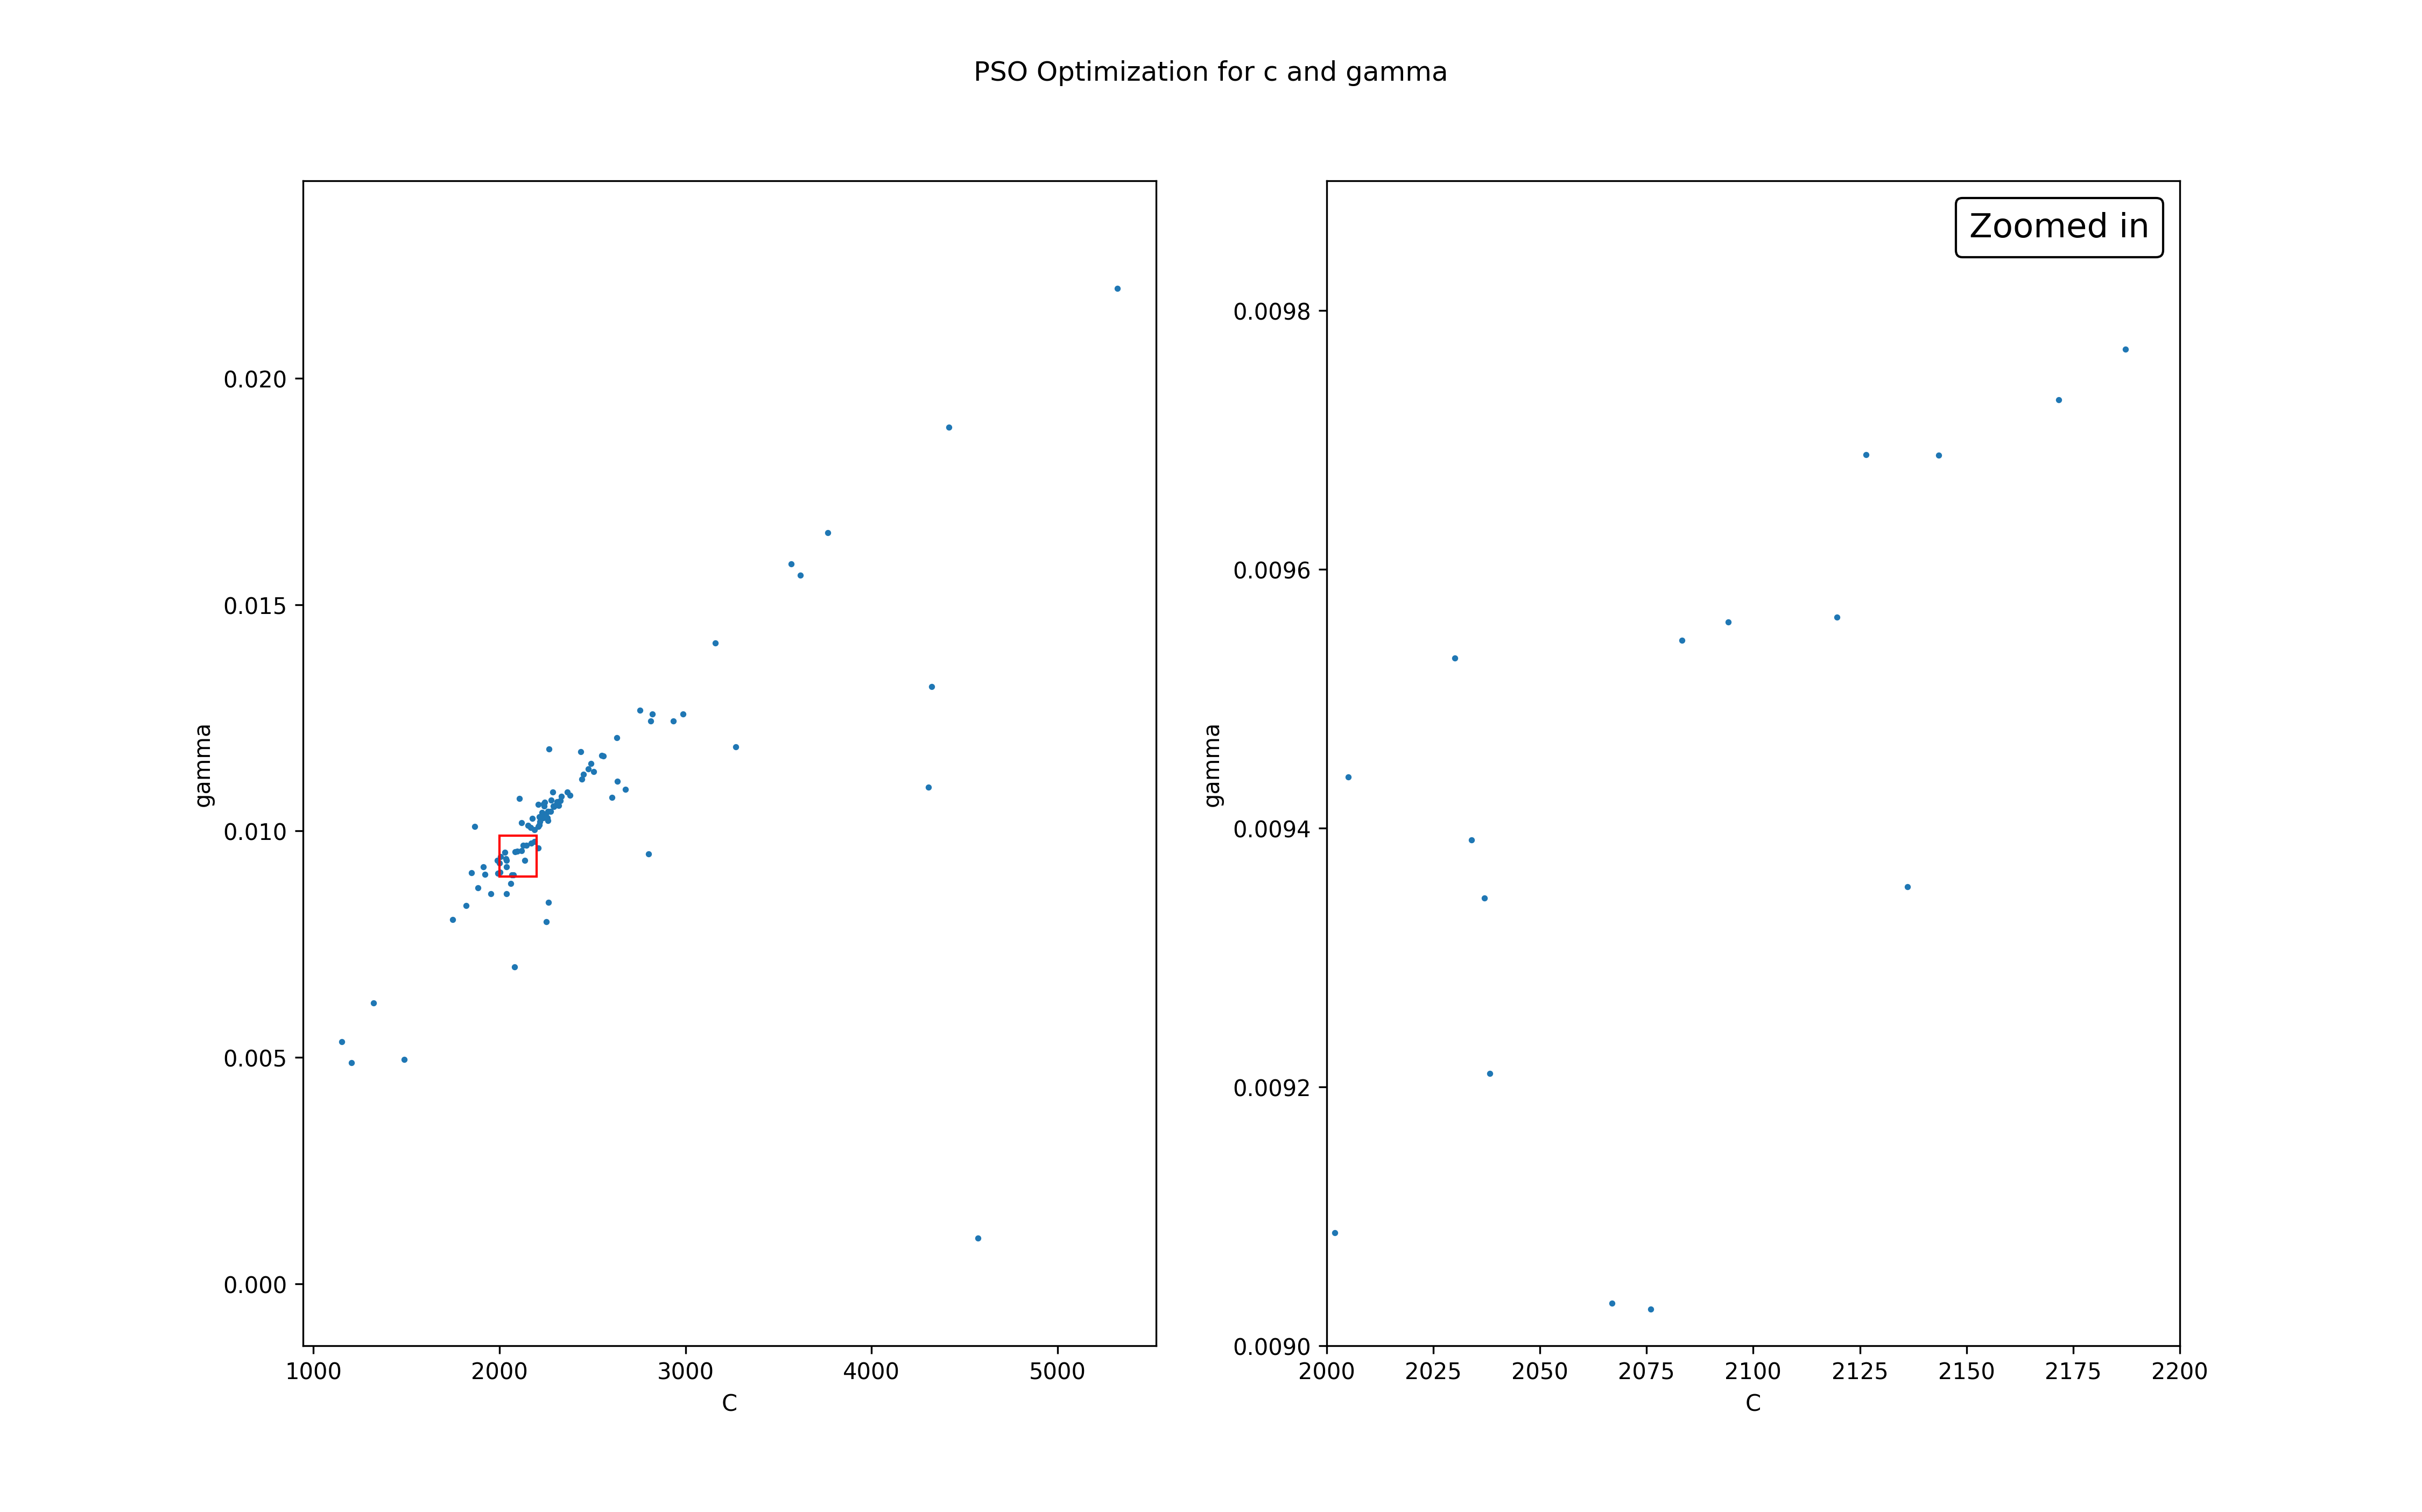 PSO Optimization for c and gamma
0.020
0.015
0.010
0.005
0.000
gamma
1000 2000 3000 4000 5000
C
Zoomed in
0.0098
0.0096
0.0094
0.0092
0.0090
gamma
2000 2025 2050 2075 2100 2125 2150 2175 2200
C